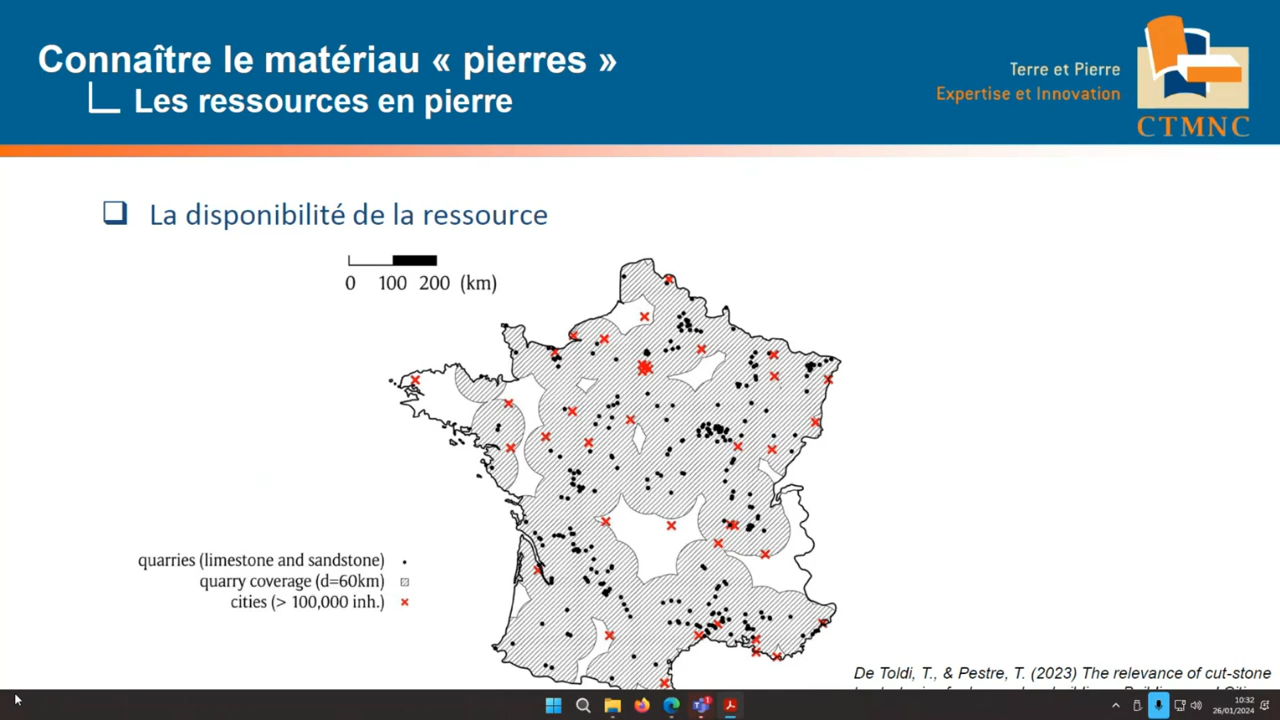 Connaître le matériau « pierres »
Les ressources en pierre
Terre et Pierre
Expertise et Innovation
CTMNC
La disponibilité de la ressource
0 100 200 (km)
quarries (limestone and sandstone)
quarry coverage (d=60km)
cities (> 100,000 inh.)
De Toldi, T., & Pestre, T. (2023) The relevance of cut-stone
10:32
26/01/2024